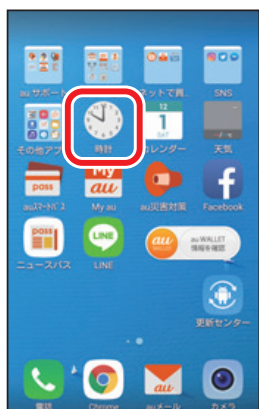 au サポート
ネットで買...
SNS
その他アプ
時計
12
1
SAT
カレンダー
天気
pass
My
au
auスマートパス
My au
au災害対策
Facebook
pass
LINE
au
au WALLET
情報を確認
ニュースパス
LINE
更新センター
au
電話
Chrome
auメール
カメラ